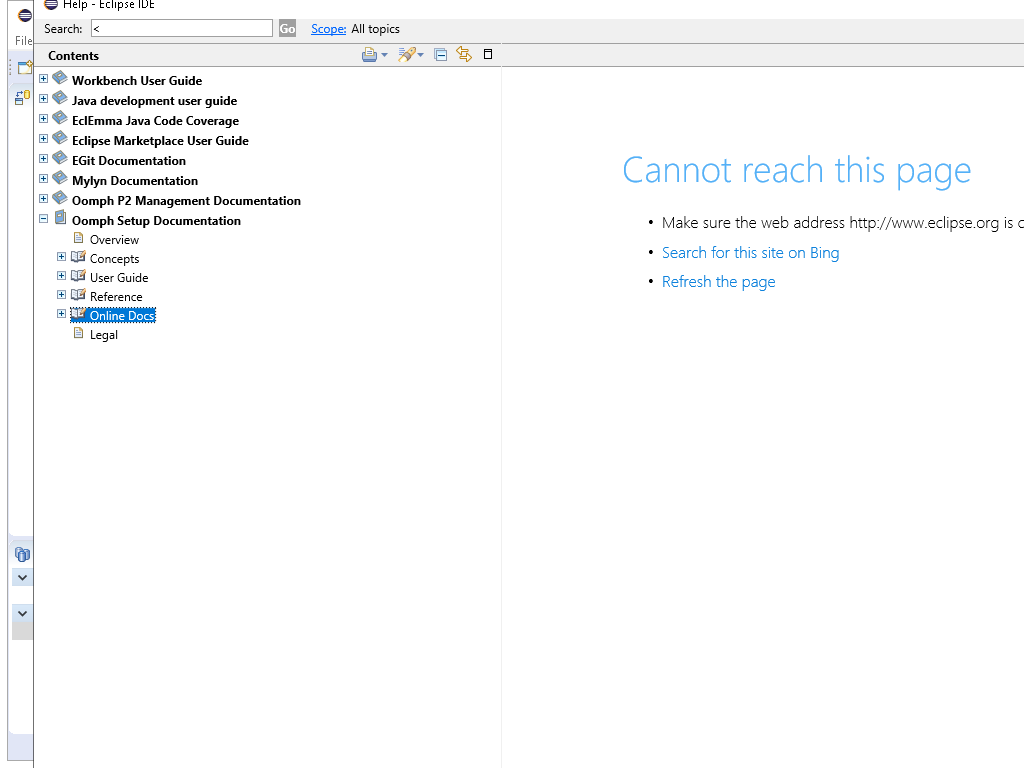 Help - Eclipse IDE
File
Search: < Go Scope: All topics
Contents
Workbench User Guide
Java development user guide
EclEmma Java Code Coverage
Eclipse Marketplace User Guide
EGit Documentation
Mylyn Documentation
Oomph P2 Management Documentation
Oomph Setup Documentation
Overview
Concepts
User Guide
Reference
Online Docs
Legal
Cannot reach this page
• Make sure the web address http://www.eclipse.org is
• Search for this site on Bing
• Refresh the page